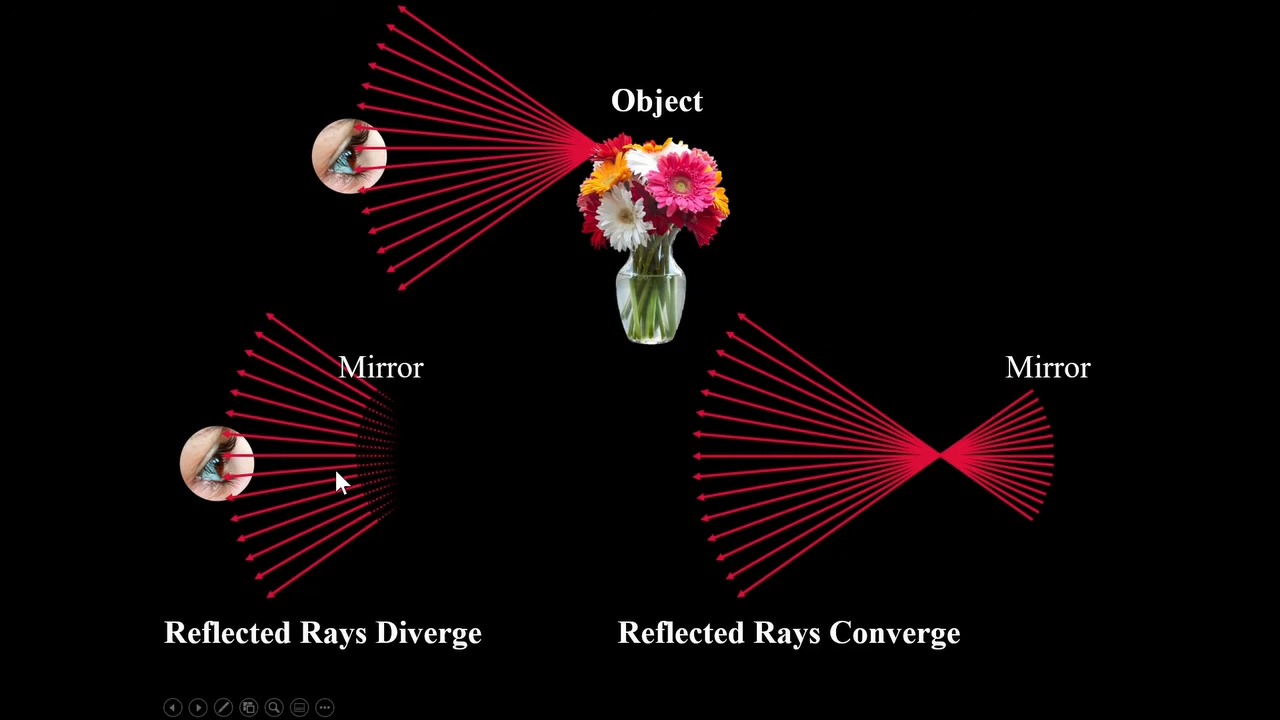 Object
Mirror
Mirror
Reflected Rays Diverge
Reflected Rays Converge